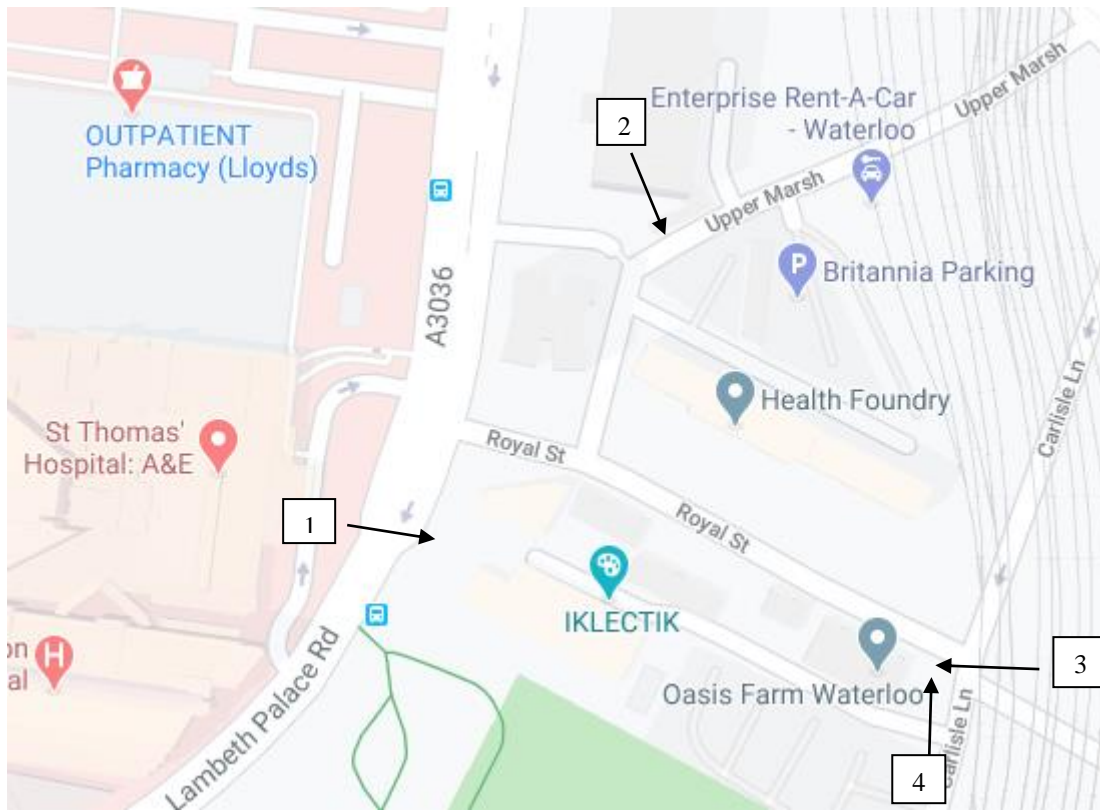 Upper Marsh
Enterprise Rent-A-Car
- Waterloo
2
OUTPATIENT
Pharmacy (Lloyds)
Upper Marsh
P
Britannia Parking
A3036
Carlisle Ln
Health Foundry
St Thomas'
Hospital: A&E
Royal St
1
Royal St
IKLECTIK
on
al
H
3
Oasis Farm Waterloo
Lambeth Palace Rd
Carlisle Ln
4